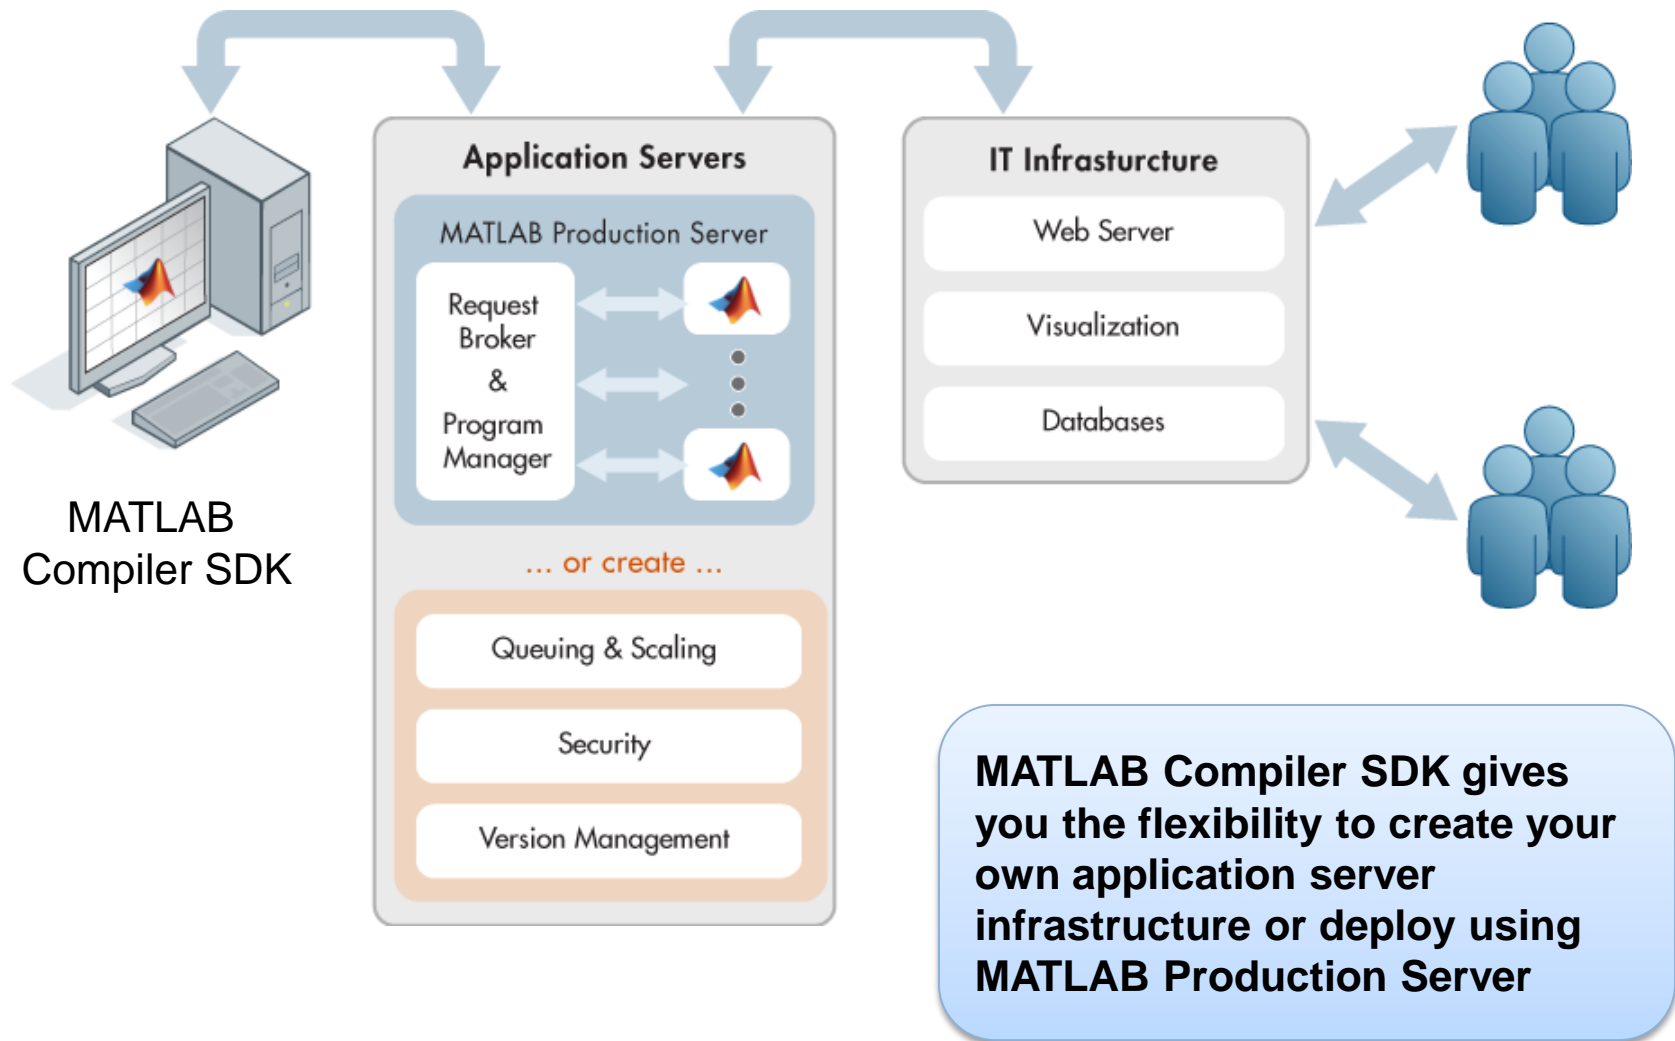 MATLAB
Compiler SDK
Application Servers
MATLAB Production Server
Request
Broker
&
Program
Manager
... or create ...
Queuing & Scaling
Security
Version Management
IT Infrasturcture
Web Server
Visualization
Databases
MATLAB Compiler SDK gives
you the flexibility to create your
own application server
infrastructure or deploy using
MATLAB Production Server